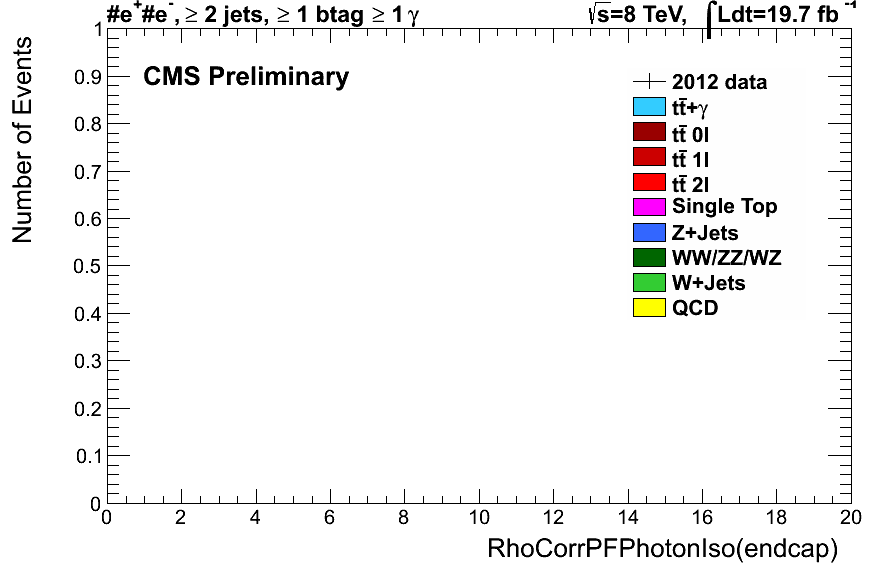 #e⁺#e⁻, ≥ 2 jets, ≥ 1 btag ≥ 1 γ
√s=8 TeV, ∫Ldt=19.7 fb⁻¹
CMS Preliminary
2012 data
tt̄+γ
tt̄ 0l
tt̄ 1l
tt̄ 2l
Single Top
Z+Jets
WW/ZZ/WZ
W+Jets
QCD
Number of Events
1
0.9
0.8
0.7
0.6
0.5
0.4
0.3
0.2
0.1
0
0 2 4 6 8 10 12 14 16 18 20
RhoCorrPFPhotonIso(endcap)